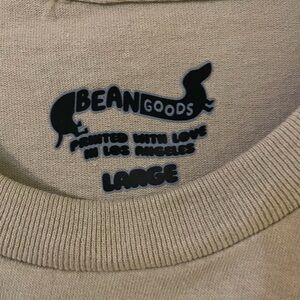 BEAN GOODS
PRINTED WITH LOVE
IN LOS ANGELES
LARGE